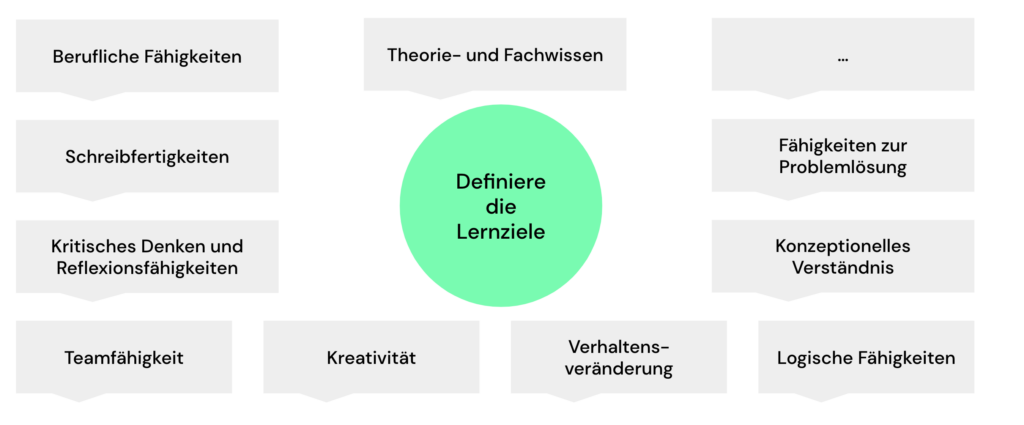 Berufliche Fähigkeiten
Theorie- und Fachwissen
...
Schreibfertigkeiten
Fähigkeiten zur
Problemlösung
Definiere
die
Lernziele
Kritisches Denken und
Reflexionsfähigkeiten
Konzeptionelles
Verständnis
Teamfähigkeit
Kreativität
Verhaltens-
veränderung
Logische Fähigkeiten